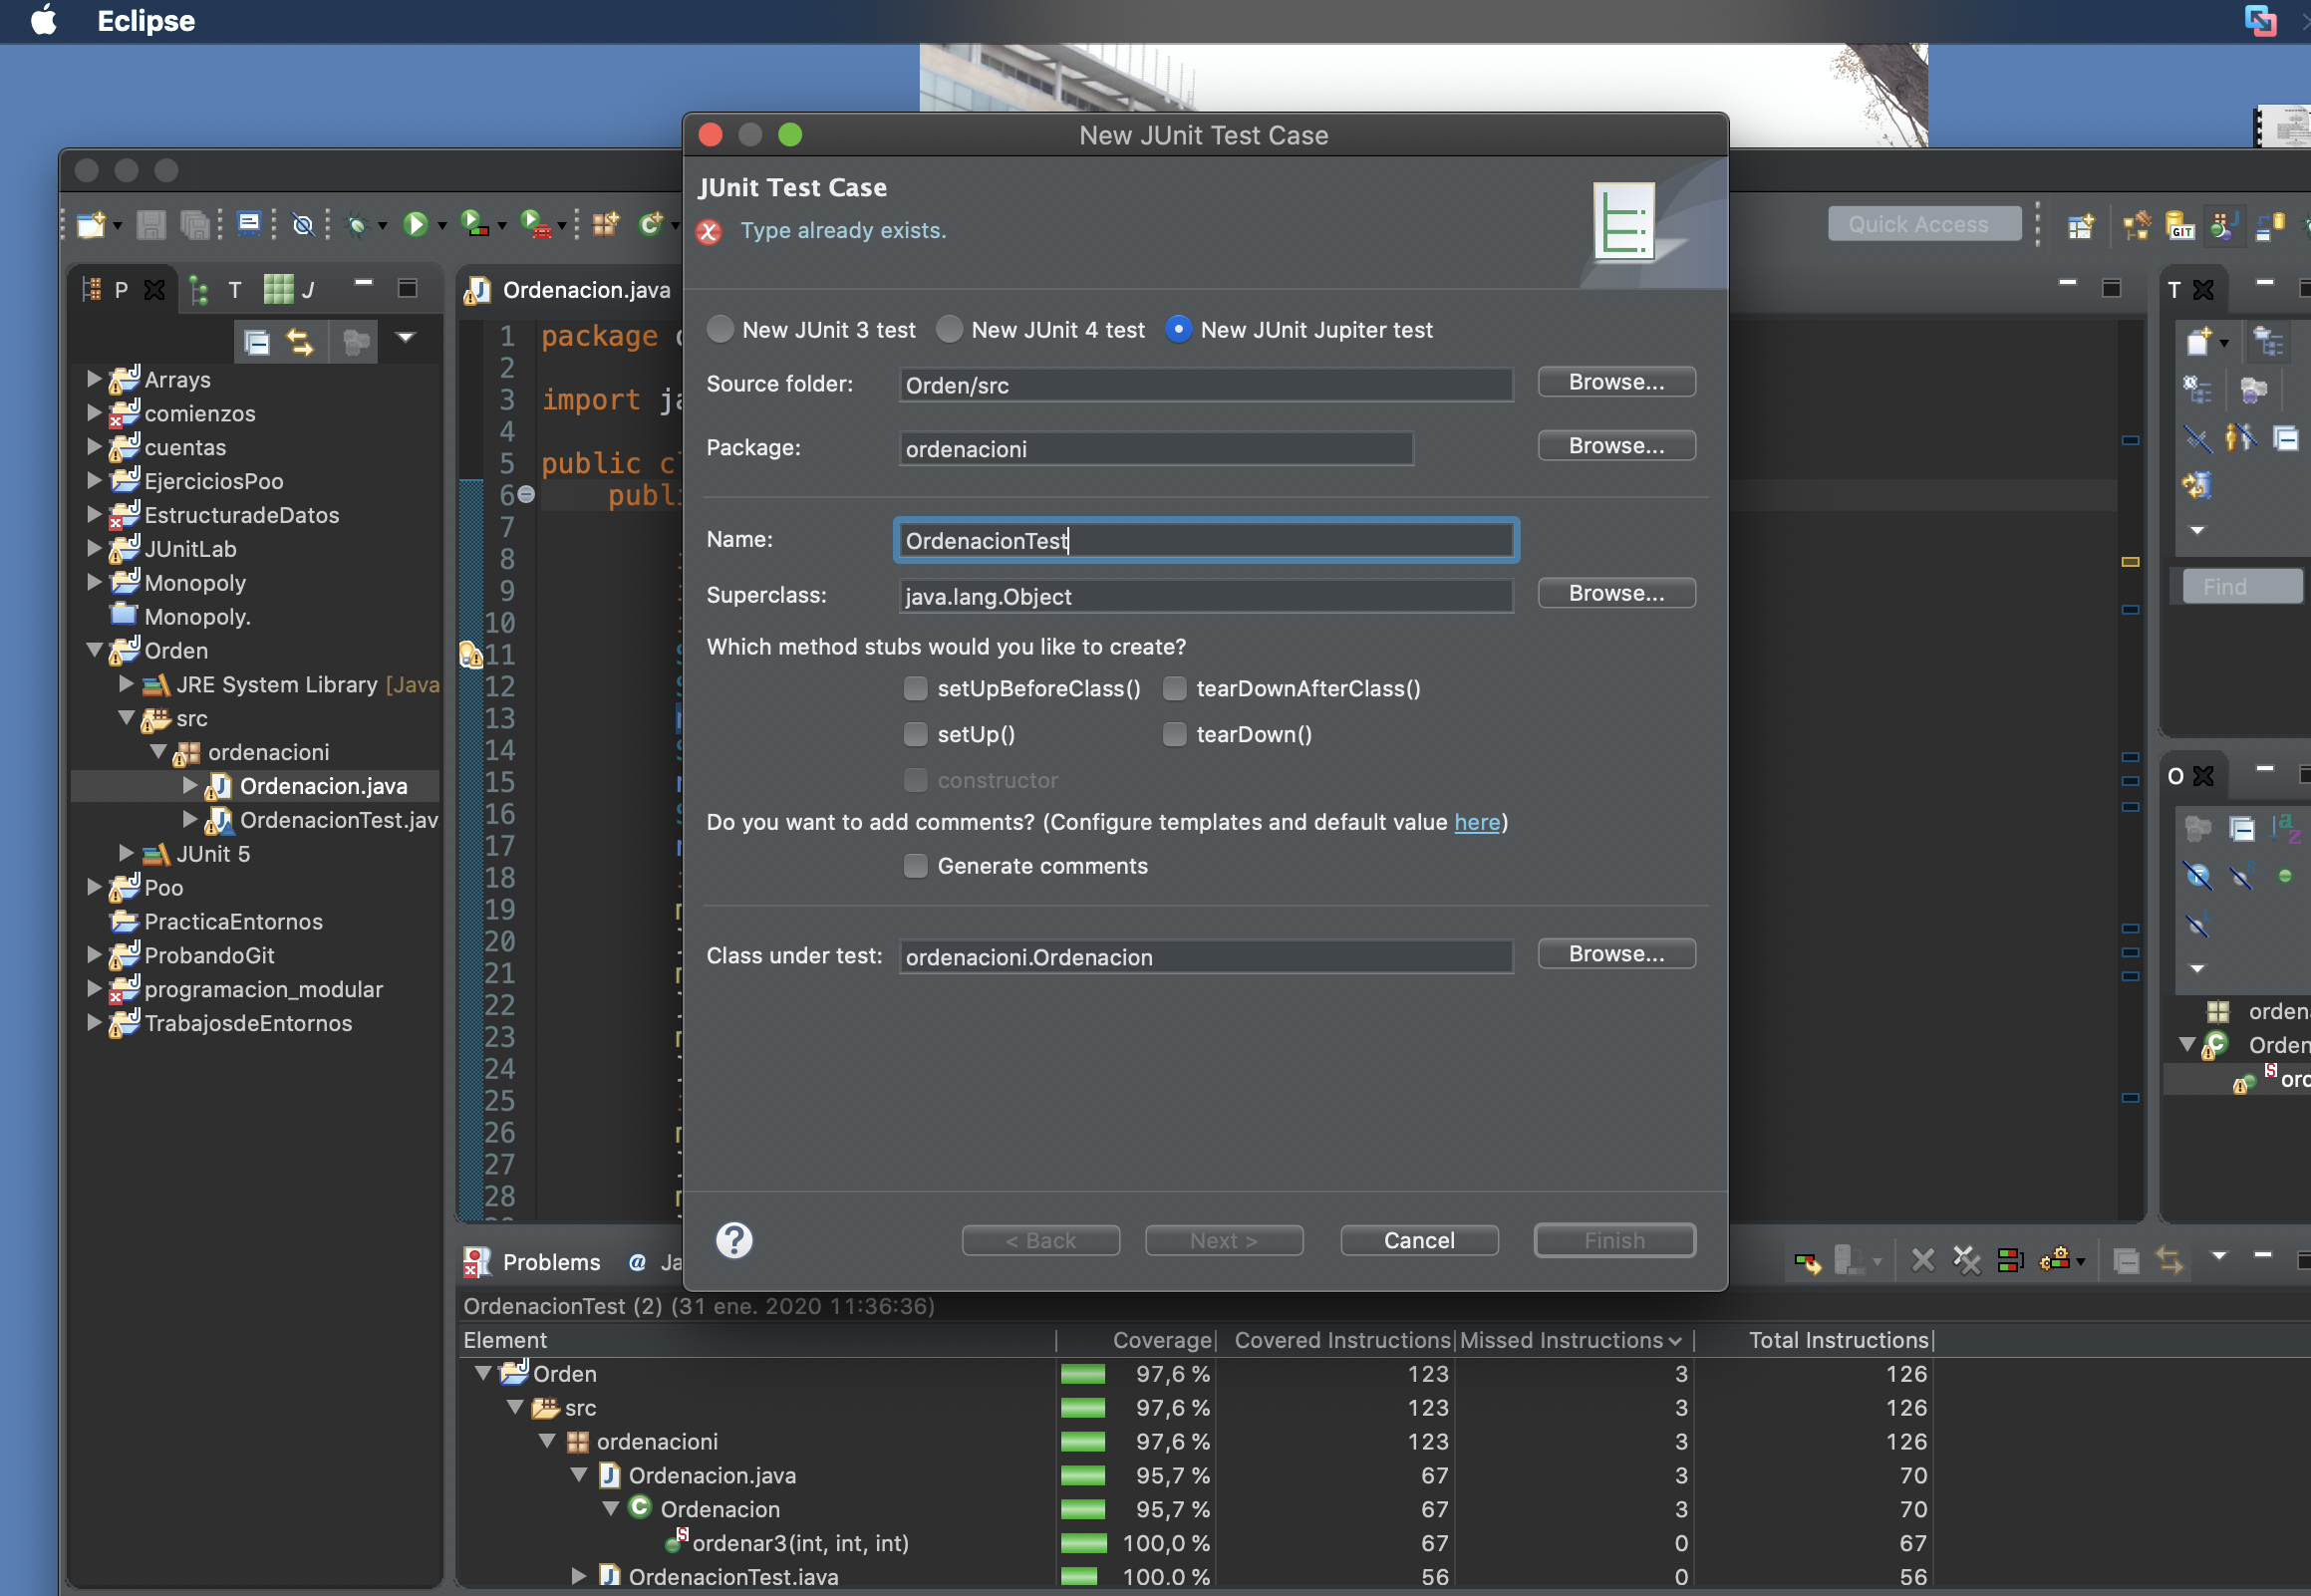 Eclipse
New JUnit Test Case
JUnit Test Case
Type already exists.
New JUnit 3 test
New JUnit 4 test
New JUnit Jupiter test
Source folder:
Orden/src
Browse...
Package:
ordenacioni
Browse...
Name:
OrdenacionTest
Superclass:
java.lang.Object
Browse...
Which method stubs would you like to create?
setUpBeforeClass()
tearDownAfterClass()
setUp()
tearDown()
constructor
Do you want to add comments? (Configure templates and default value here)
Generate comments
Class under test:
ordenacioni.Ordenacion
Browse...
< Back
Next >
Cancel
Finish
Quick Access
GIT
P
T
J
Arrays
comienzos
cuentas
EjerciciosPoo
EstructuradeDatos
JUnitLab
Monopoly
Monopoly.
Orden
JRE System Library [Java
src
ordenacioni
Ordenacion.java
OrdenacionTest.jav
JUnit 5
Poo
PracticaEntornos
ProbandoGit
programacion_modular
TrabajosdeEntornos
Ordenacion.java
1 package
2
3 import ja
4
5 public c
6 publi
7
8
9
10
11
12
13
14
15
16
17
18
19
20
21
22
23
24
25
26
27
28
T
Find
O
orden
Orden
ord
Problems
@ Ja
OrdenacionTest (2) (31 ene. 2020 11:36:36)
Element Coverage Covered Instructions Missed Instructions Total Instructions
Orden 97,6 % 123 3 126
src 97,6 % 123 3 126
ordenacioni 97,6 % 123 3 126
Ordenacion.java 95,7 % 67 3 70
Ordenacion 95,7 % 67 3 70
ordenar3(int, int, int) 100,0 % 67 0 67
OrdenacionTest.java 100,0 % 56 0 56